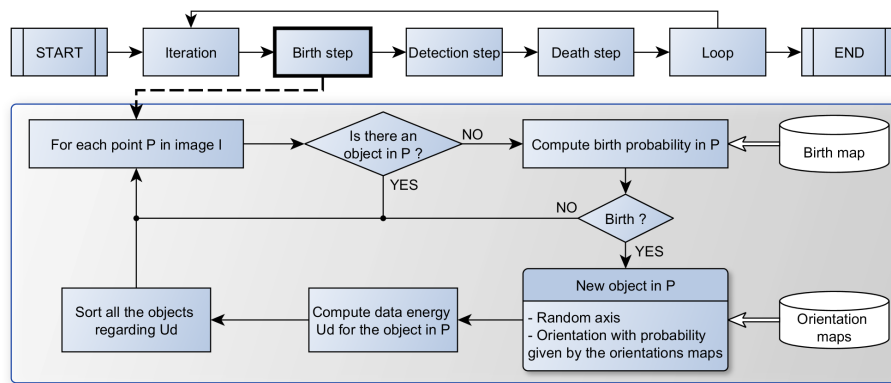 START
Iteration
Birth step
Detection step
Death step
Loop
END
For each point P in image I
Is there an
object in P ?
NO
YES
Compute birth probability in P
Birth map
NO
Birth ?
YES
New object in P
- Random axis
- Orientation with probability
given by the orientations maps
Orientation
maps
Compute data energy
Ud for the object in P
Sort all the objects
regarding Ud